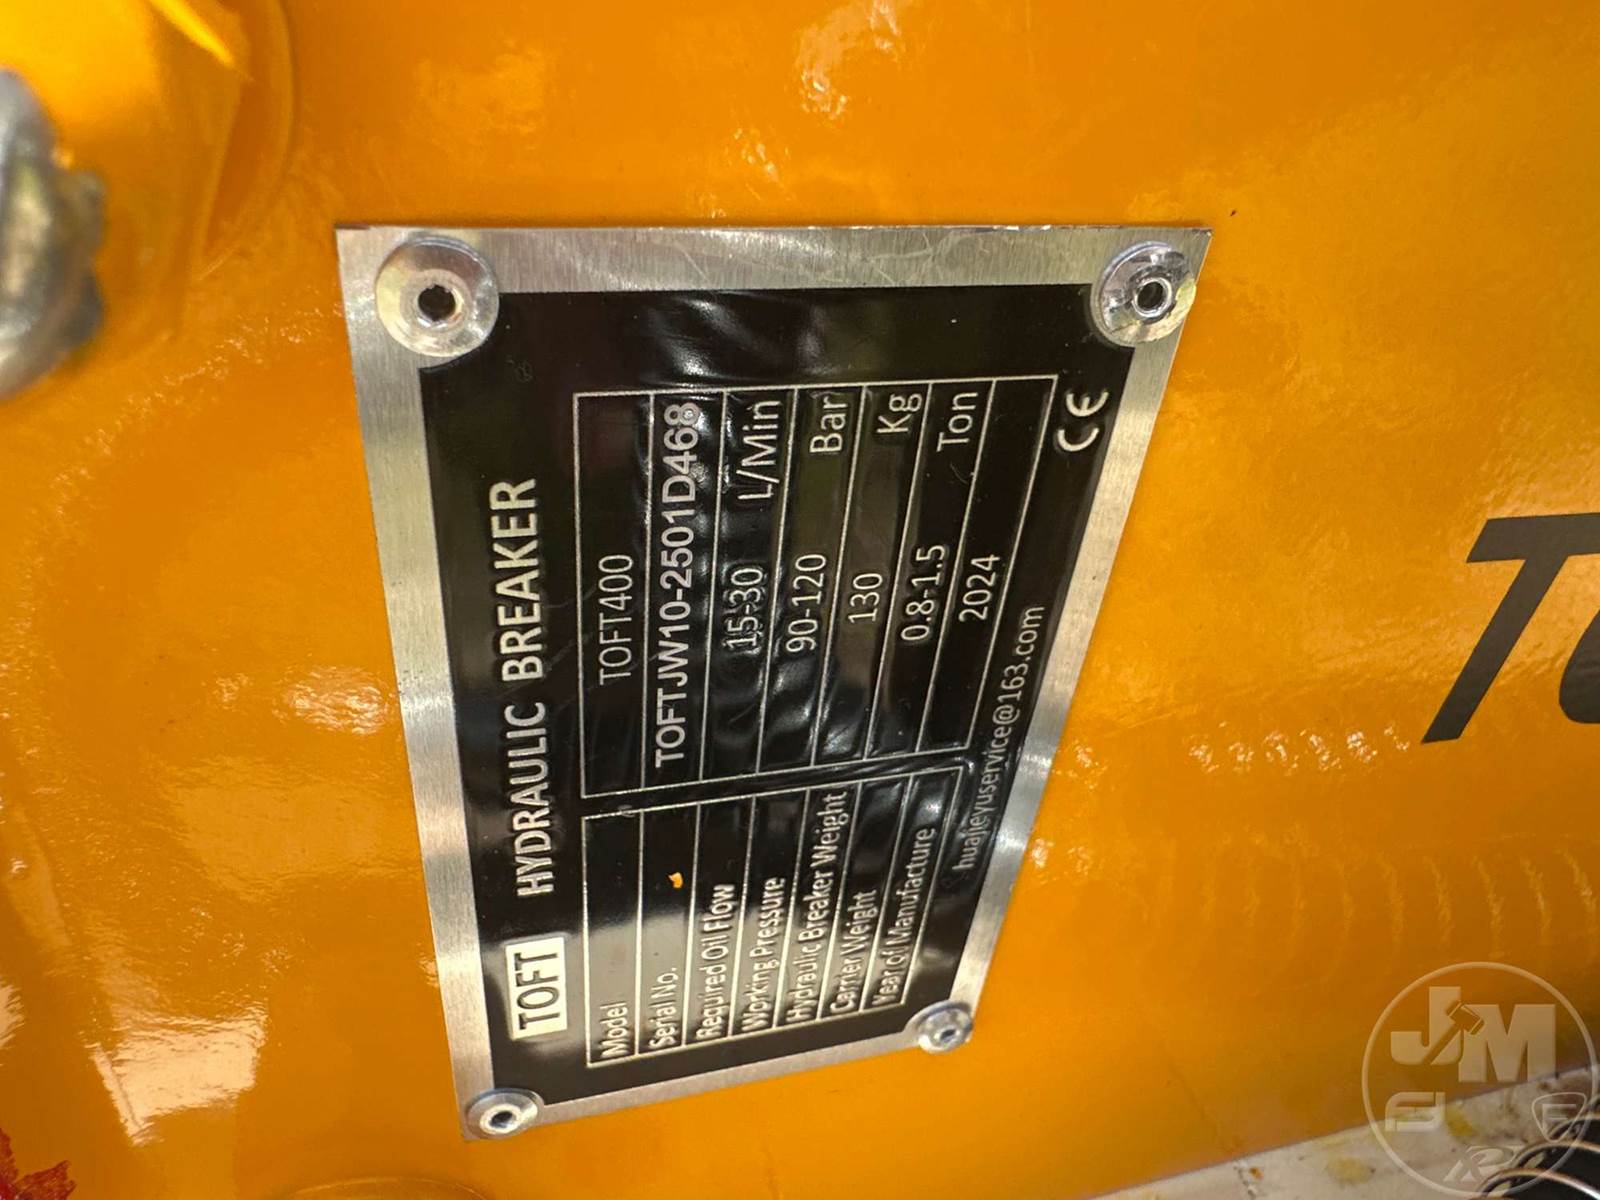 TOFT HYDRAULIC BREAKER
Model TOFT400
Serial No. TOFTJW10-2501D468
Required Oil Flow 15-30 L/Min
Working Pressure 90-120 Bar
Hydraulic Breaker Weight 130 Kg
Carrier Weight 0.8-1.5 Ton
Year of Manufacture 2024
huajieyuservice@163.com CE
JM